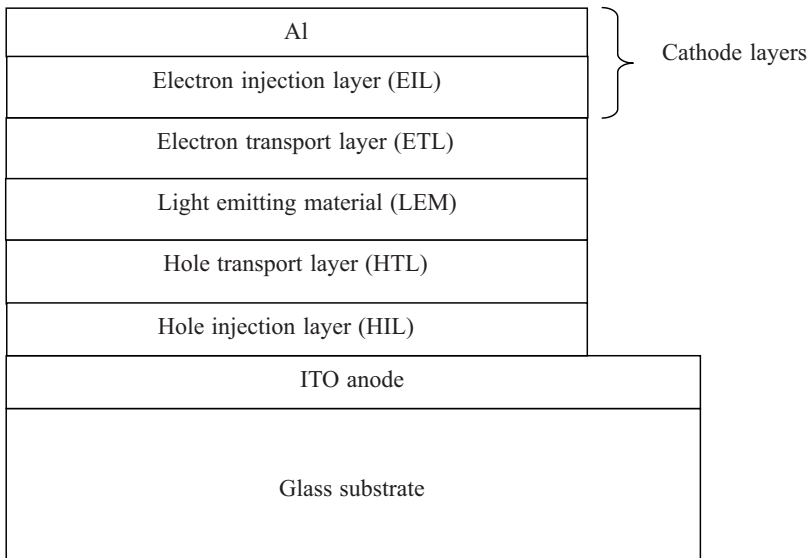 Al
Cathode layers
Electron injection layer (EIL)
Electron transport layer (ETL)
Light emitting material (LEM)
Hole transport layer (HTL)
Hole injection layer (HIL)
ITO anode
Glass substrate